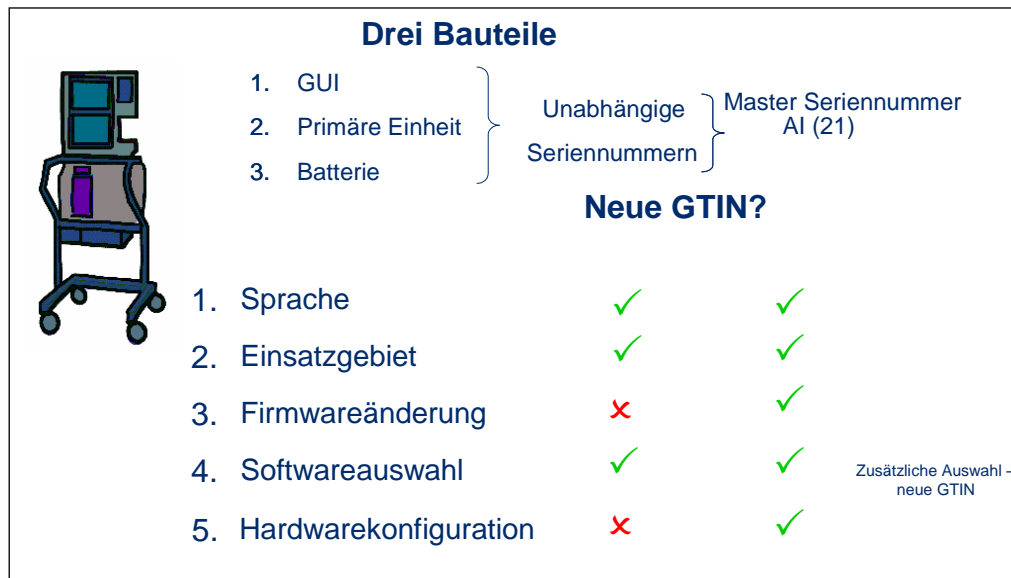 Drei Bauteile
1. GUI
2. Primäre Einheit
3. Batterie
Unabhängige
Seriennummern
Master Seriennummer
AI (21)
Neue GTIN?
1. Sprache ✓ ✓
2. Einsatzgebiet ✓ ✓
3. Firmwareänderung ✗ ✓
4. Softwareauswahl ✓ ✓
Zusätzliche Auswahl -
neue GTIN
5. Hardwarekonfiguration ✗ ✓